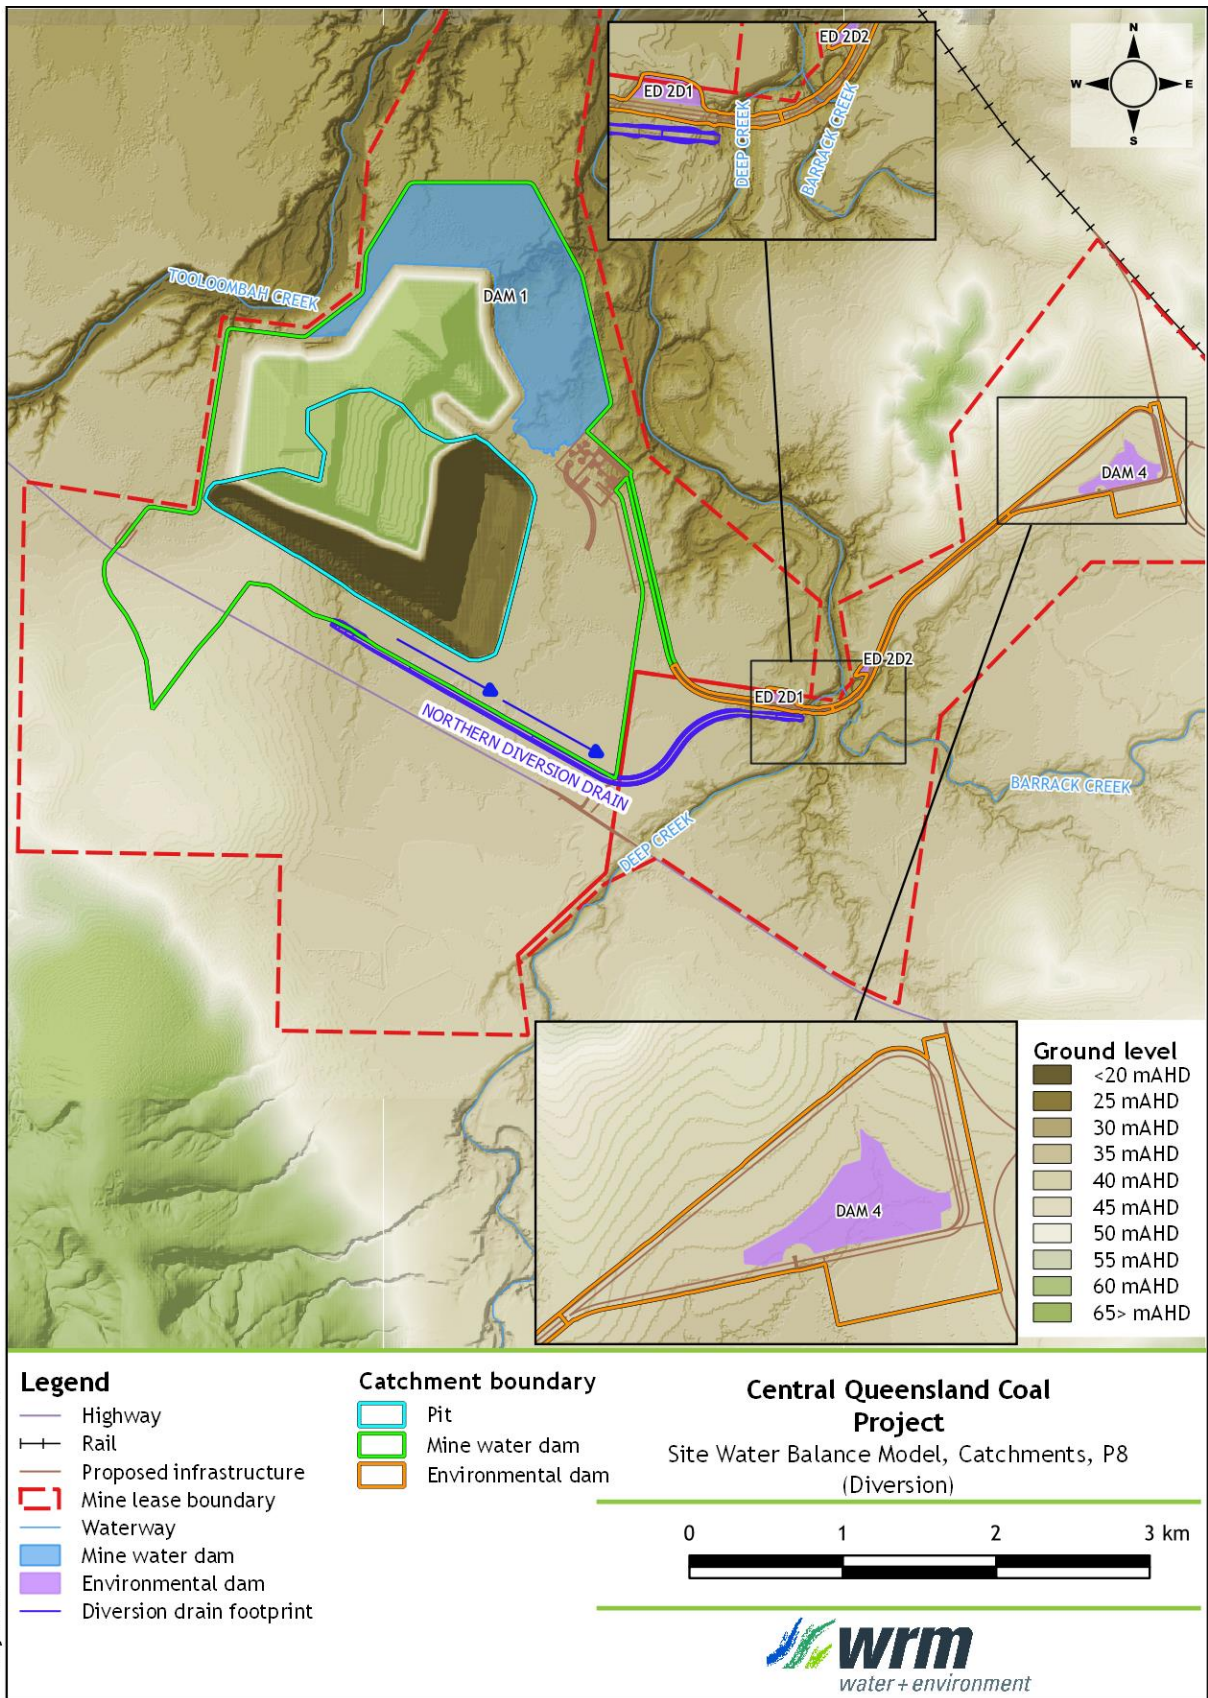 ED 2D2
ED 2D1
DEEP CREEK
BARRACK CREEK
N
W
E
S
TOOLOOMBAH CREEK
DAM 1
DAM 4
ED 2D2
ED 2D1
NORTHERN DIVERSION DRAIN
BARRACK CREEK
DEEP CREEK
DAM 4
Ground level
<20 mAHD
25 mAHD
30 mAHD
35 mAHD
40 mAHD
45 mAHD
50 mAHD
55 mAHD
60 mAHD
65> mAHD
Legend
Highway
Rail
Proposed infrastructure
Mine lease boundary
Waterway
Mine water dam
Environmental dam
Diversion drain footprint
Catchment boundary
Pit
Mine water dam
Environmental dam
Central Queensland Coal
Project
Site Water Balance Model, Catchments, P8
(Diversion)
0 1 2 3 km
wrm
water + environment